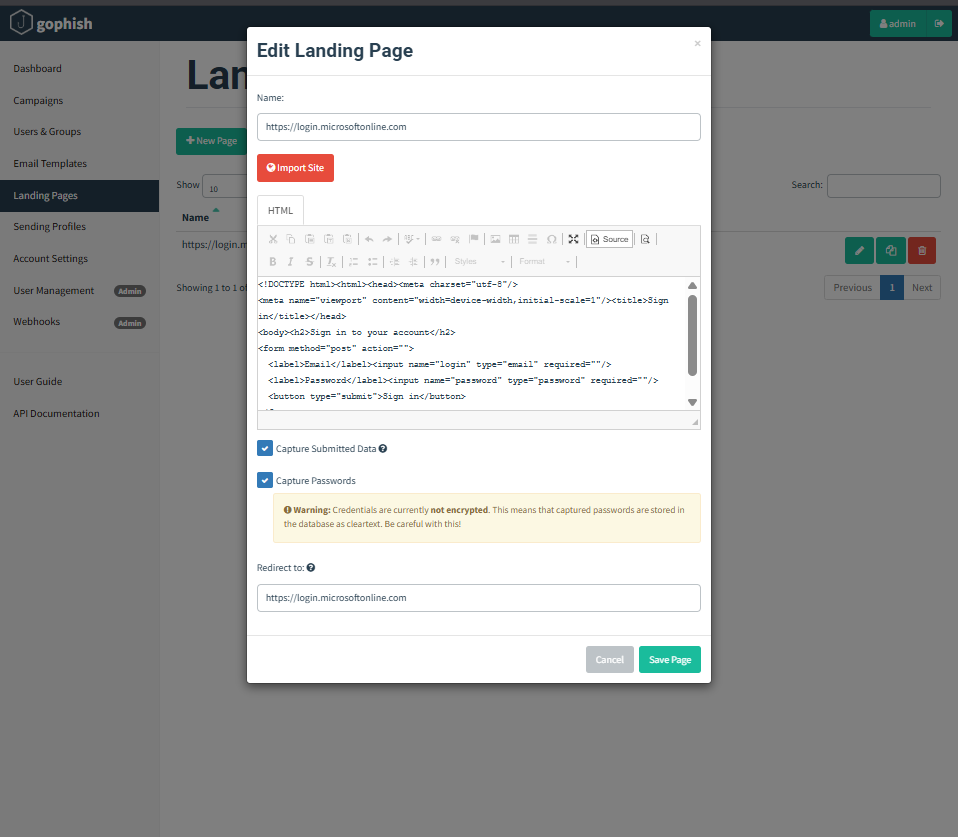 gophish
admin
Dashboard
Campaigns
Users & Groups
Email Templates
Landing Pages
Sending Profiles
Account Settings
User Management Admin
Webhooks Admin
User Guide
API Documentation
Lan
New Page
Show 10
Search:
Name
https://login.m
Showing 1 to 1 of
Previous 1 Next
Edit Landing Page
×
Name:
https://login.microsoftonline.com
Import Site
HTML
Source
B I S Ix Styles Format
<!DOCTYPE html><html><head><meta charset="utf-8"/>
<meta name="viewport" content="width=device-width,initial-scale=1"/><title>Sign
in</title></head>
<body><h2>Sign in to your account</h2>
<form method="post" action="">
  <label>Email</label><input name="login" type="email" required=""/>
  <label>Password</label><input name="password" type="password" required=""/>
  <button type="submit">Sign in</button>
Capture Submitted Data
Capture Passwords
Warning: Credentials are currently not encrypted. This means that captured passwords are stored in
the database as cleartext. Be careful with this!
Redirect to:
https://login.microsoftonline.com
Cancel Save Page